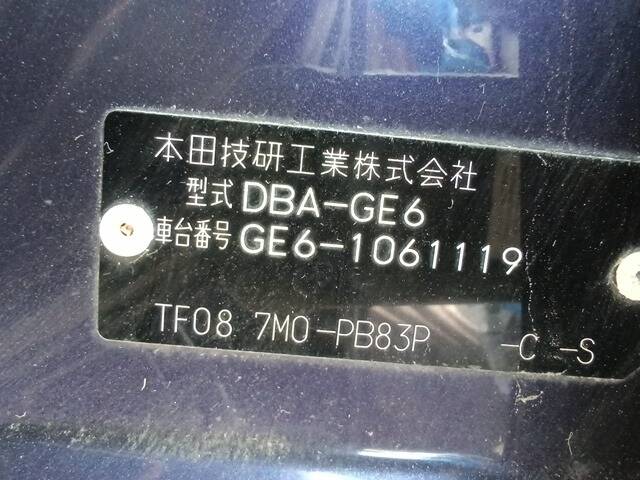 本田技研工業株式会社
型式 DBA-GE6
車台番号 GE6-1061119
TF08 7M0-PB83P -C -S